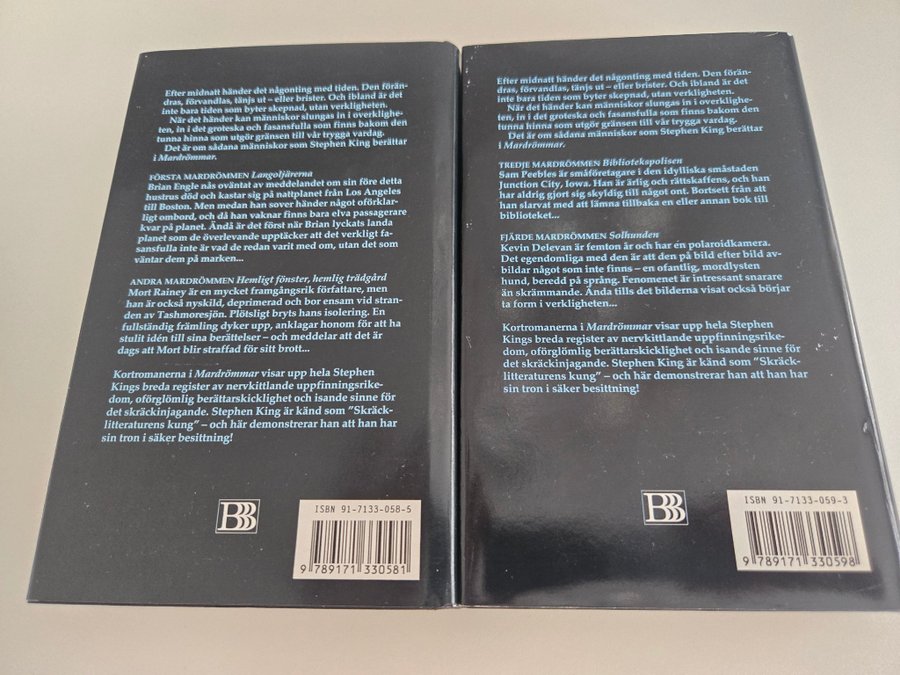 Efter midnatt händer det någonting med tiden. Den förän-
dras, förvandlas, tänjs ut – eller brister. Och ibland är det
inte bara tiden som byter skepnad, utan verkligheten.
När det händer kan människor slungas in i overklighe-
ten, in i det groteska och fasansfulla som finns bakom den
tunna hinna som utgör gränsen till vår trygga vardag.
Det är om sådana människor som Stephen King berättar
i Mardrömmar.
FÖRSTA MARDRÖMMEN Langoljärerna
Brian Engle nås oväntat av meddelandet om sin före detta
hustrus död och kastar sig på nattplanet från Los Angeles
till Boston. Men medan han sover händer något oförklar-
ligt ombord, och då han vaknar finns bara elva passagerare
kvar på planet. Ändå är det först när Brian lyckats landa
planet som de överlevande upptäcker att det verkligt fa-
sansfulla inte är vad de redan varit med om, utan det som
väntar dem på marken...
ANDRA MARDRÖMMEN Hemligt fönster, hemlig trädgård
Mort Rainey är en mycket framgångsrik författare, men
han är också nyskild, deprimerad och bor ensam vid stran-
den av Tashmoresjön. Plötsligt bryts hans isolering. En
fullständig främling dyker upp, anklagar honom för att ha
stulit idén till sina berättelser – och meddelar att det är
dags att Mort blir straffad för sitt brott...
Kortromanerna i Mardrömmar visar upp hela Stephen
Kings breda register av nervkittlande uppfinningsrike-
dom, oförglömlig berättarskicklighet och isande sinne för
det skräckinjagande. Stephen King är känd som ”Skräck-
litteraturens kung” – och här demonstrerar han att han har
sin tron i säker besittning!
BBB
ISBN 91-7133-058-5
9 789171 330581
Efter midnatt händer det någonting med tiden. Den förän-
dras, förvandlas, tänjs ut – eller brister. Och ibland är det
inte bara tiden som byter skepnad, utan verkligheten.
När det händer kan människor slungas in i overklighe-
ten, in i det groteska och fasansfulla som finns bakom den
tunna hinna som utgör gränsen till vår trygga vardag.
Det är om sådana människor som Stephen King berättar
i Mardrömmar.
TREDJE MARDRÖMMEN Bibliotekspolisen
Sam Peebles är småföretagare i den idylliska småstaden
Junction City, Iowa. Han är ärlig och rättskaffens, och han
har aldrig gjort sig skyldig till något ont. Bortsett från att
han slarvat med att lämna tillbaka en eller annan bok till
biblioteket...
FJÄRDE MARDRÖMMEN Solhunden
Kevin Delevan är femton år och har en polaroidkamera.
Det egendomliga med den är att den på bild efter bild av-
bildar något som inte finns – en ofantlig, mordlysten
hund, beredd på språng. Fenomenet är intressant snarare
än skrämmande. Ända tills det bilderna visat också börjar
ta form i verkligheten...
Kortromanerna i Mardrömmar visar upp hela Stephen
Kings breda register av nervkittlande uppfinningsrike-
dom, oförglömlig berättarskicklighet och isande sinne för
det skräckinjagande. Stephen King är känd som ”Skräck-
litteraturens kung” – och här demonstrerar han att han har
sin tron i säker besittning!
BBB
ISBN 91-7133-059-3
9 789171 330598